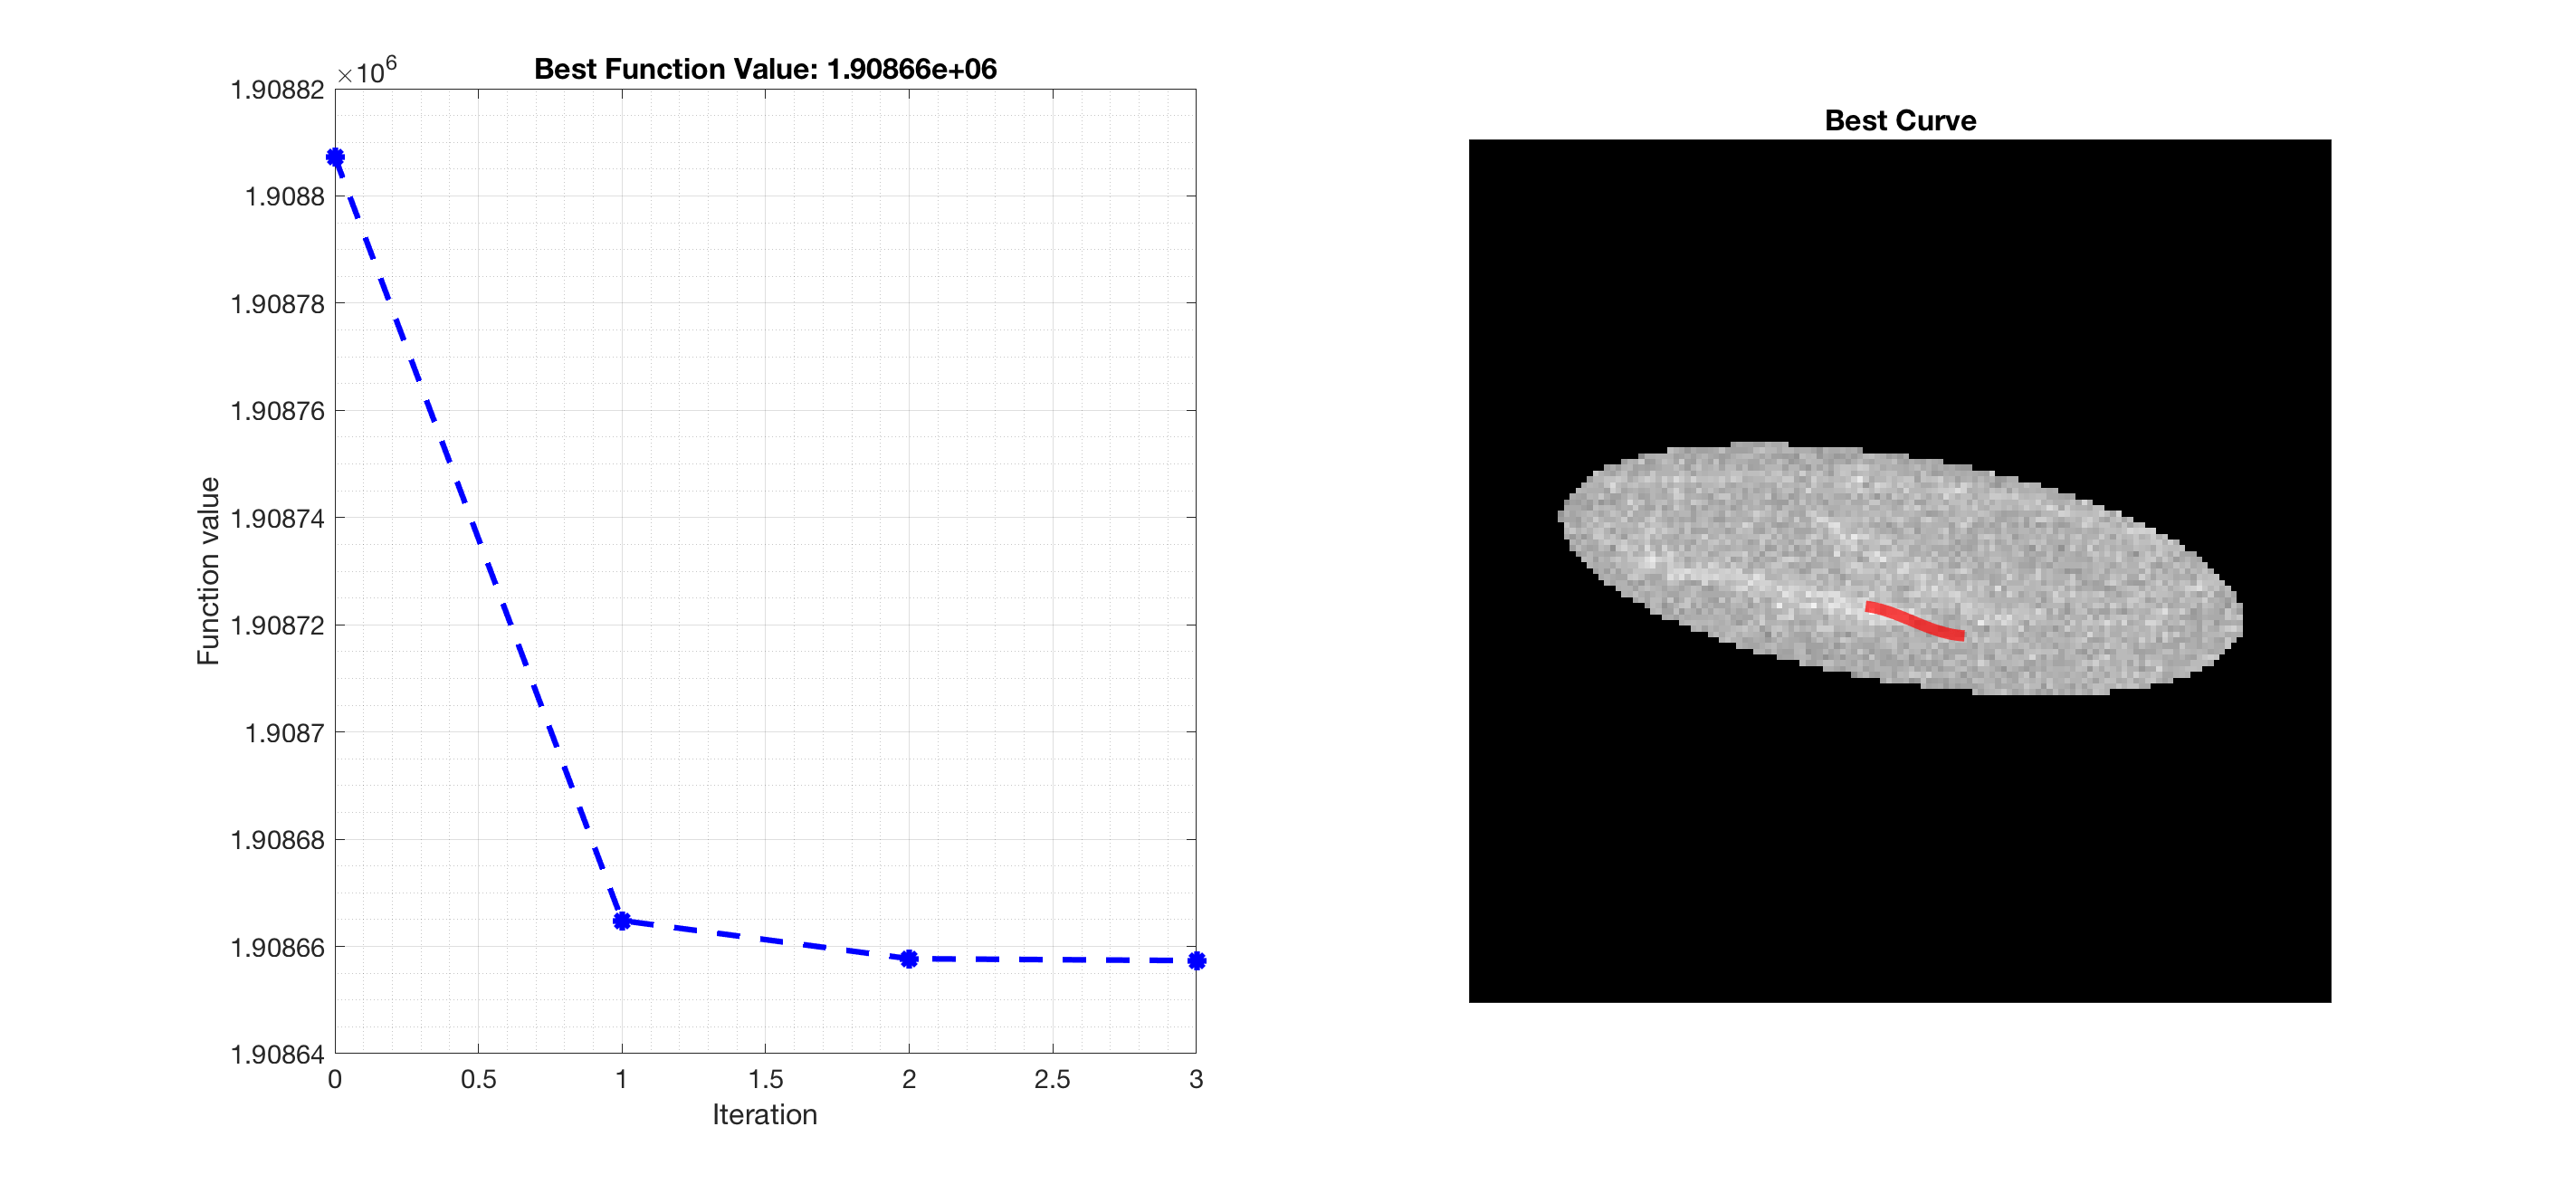 Best Function Value: 1.90866e+06
×10^6
1.90882
1.9088
1.90878
1.90876
1.90874
1.90872
1.9087
1.90868
1.90866
1.90864
Function value
0 0.5 1 1.5 2 2.5 3
Iteration
Best Curve